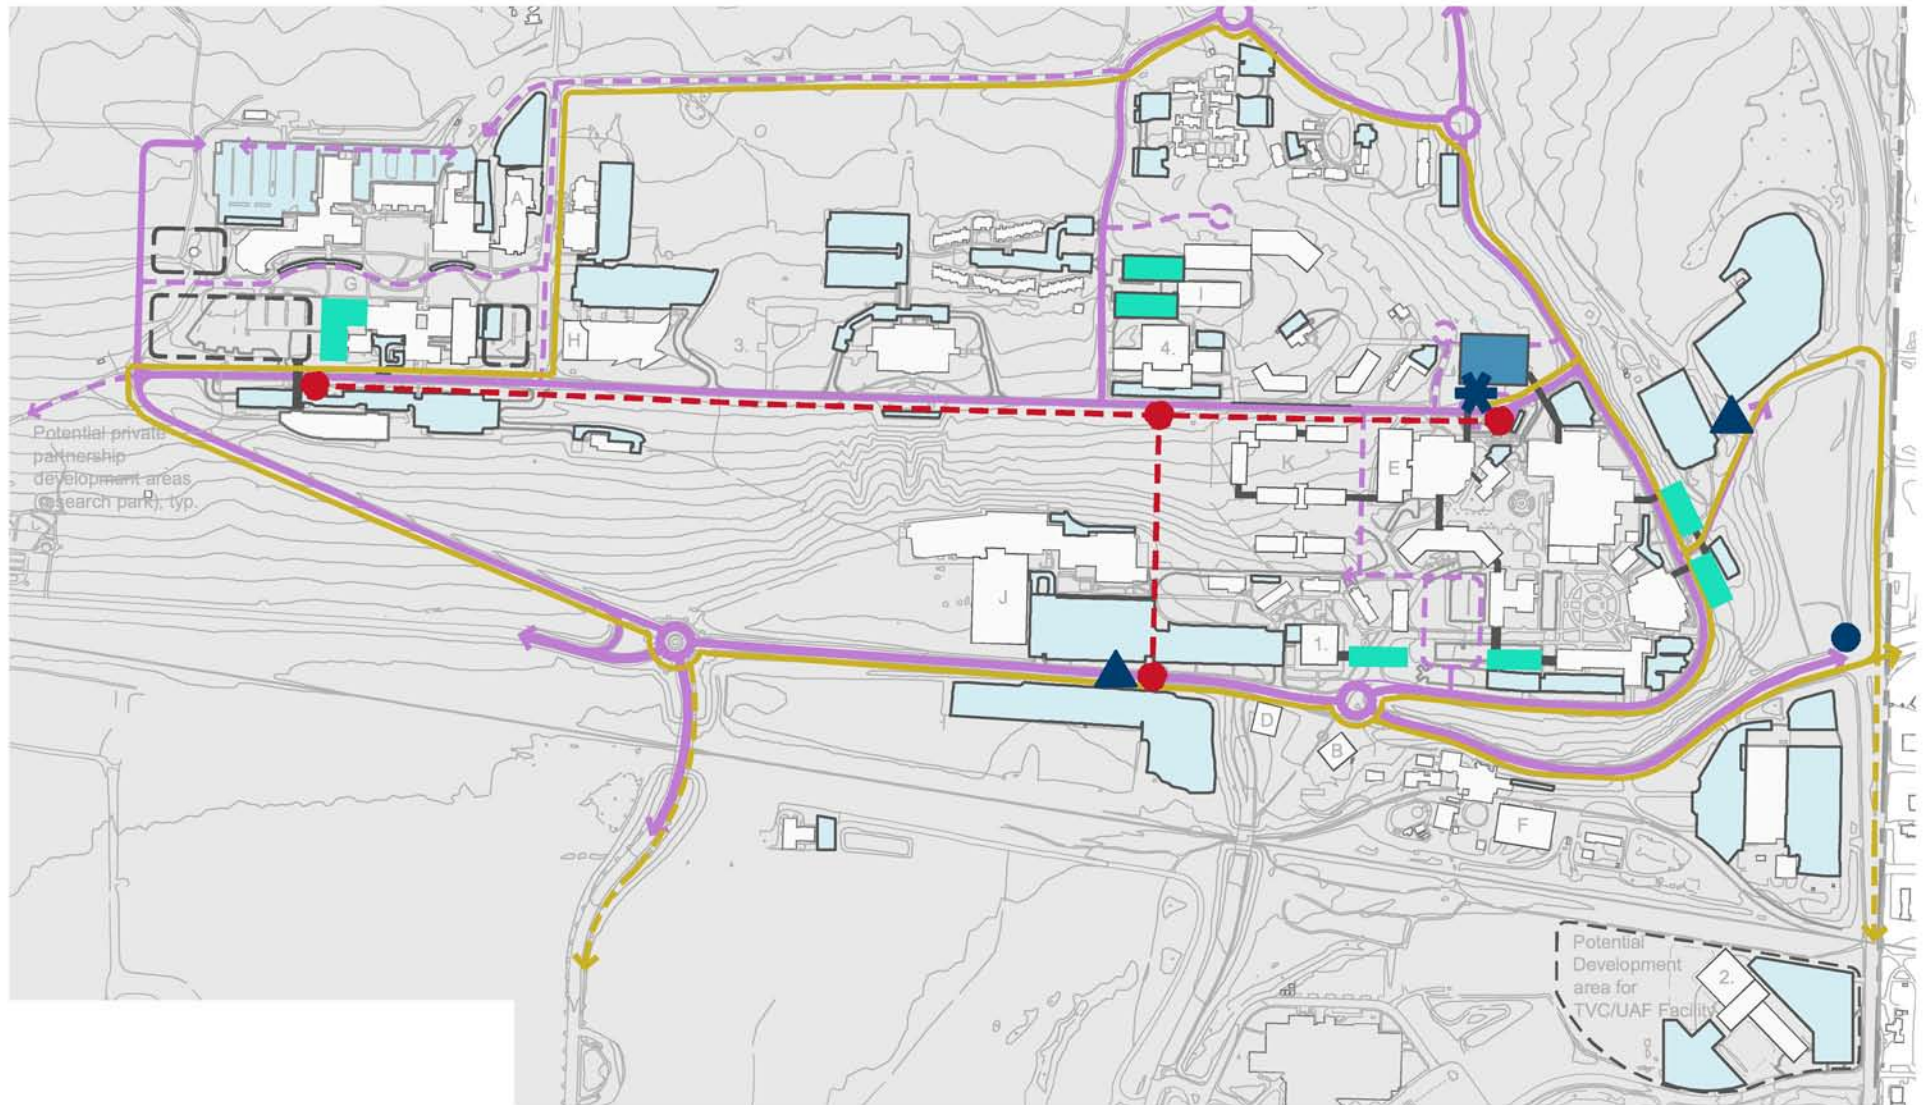 A
G
H
G
3.
4.
I
Potential private
partnership
development areas
(research park), typ.
L
K
E
J
1.
D
B
F
Potential
Development
area for
TVC/UAF Facility
2.